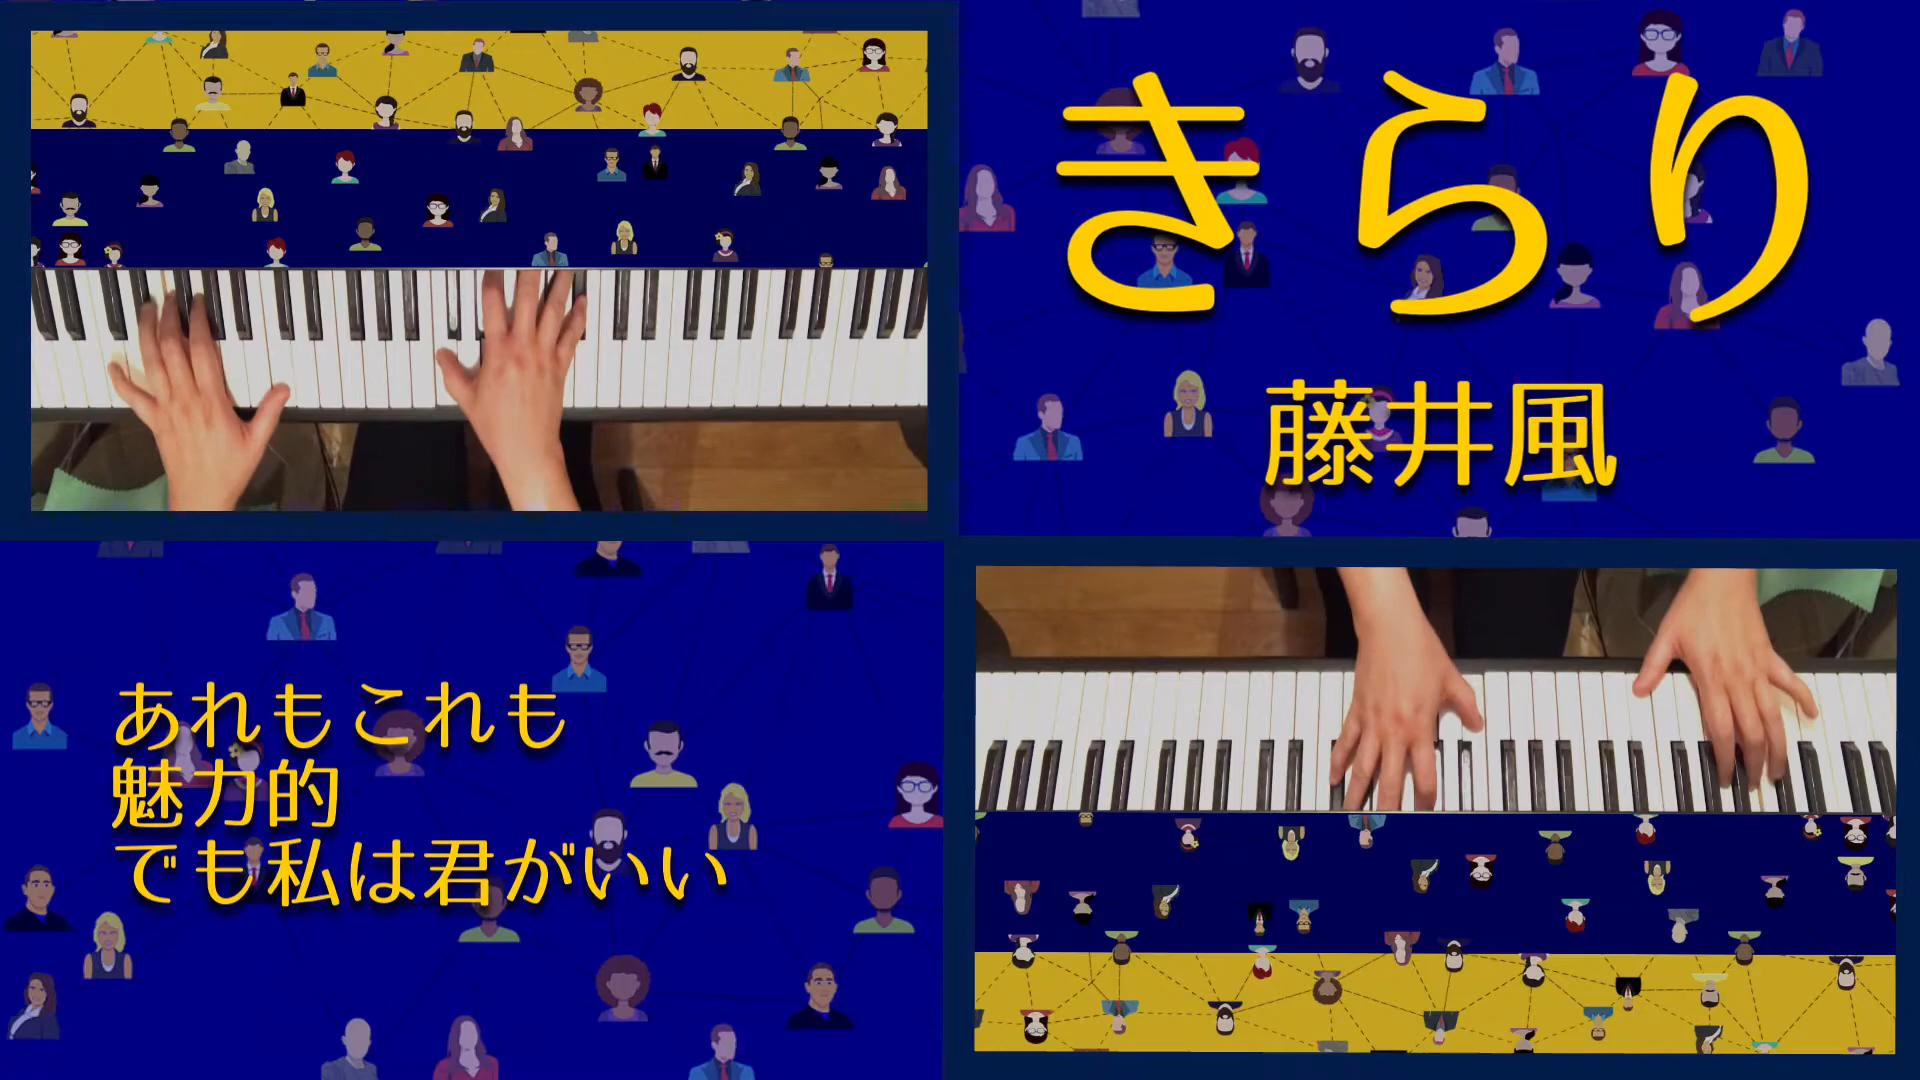 きらり
藤井風
あれもこれも
魅力的
でも私は君がいい